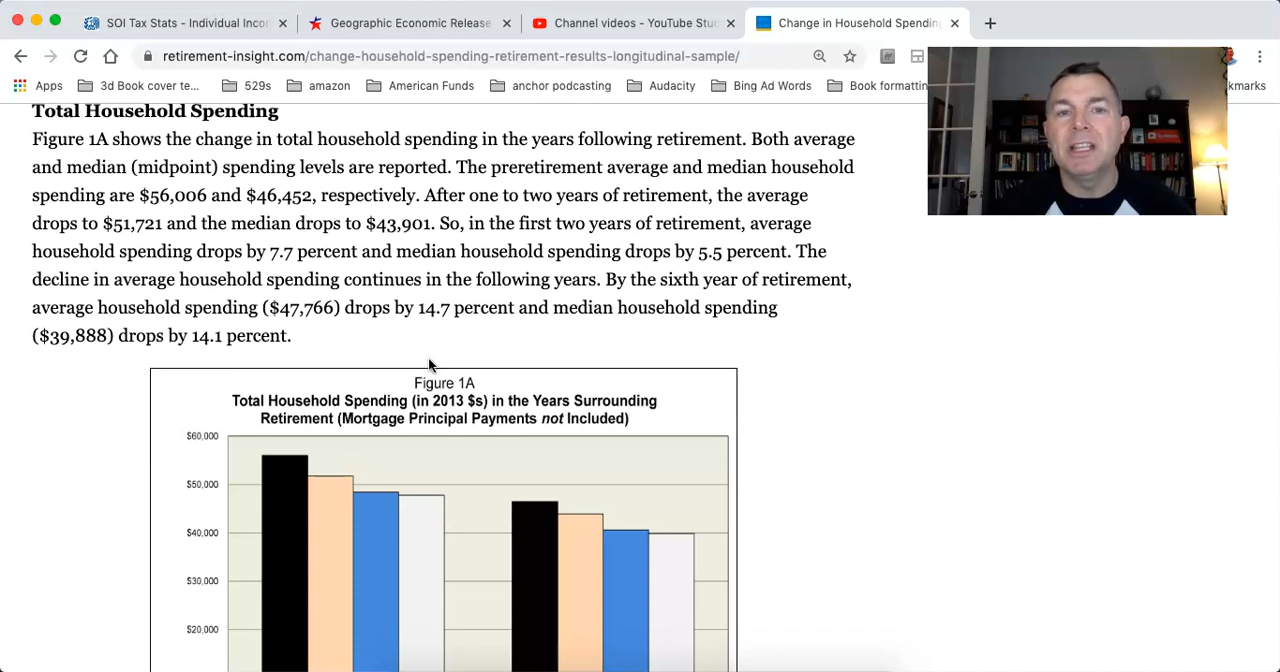 SOI Tax Stats - Individual Incor
Geographic Economic Release
Channel videos - YouTube Stu
Change in Household Spending
retirement-insight.com/change-household-spending-retirement-results-longitudinal-sample/
Apps
3d Book cover te...
529s
amazon
American Funds
anchor podcasting
Audacity
Bing Ad Words
Book formattin
kmarks
Total Household Spending
Figure 1A shows the change in total household spending in the years following retirement. Both average
and median (midpoint) spending levels are reported. The preretirement average and median household
spending are $56,006 and $46,452, respectively. After one to two years of retirement, the average
drops to $51,721 and the median drops to $43,901. So, in the first two years of retirement, average
household spending drops by 7.7 percent and median household spending drops by 5.5 percent. The
decline in average household spending continues in the following years. By the sixth year of retirement,
average household spending ($47,766) drops by 14.7 percent and median household spending
($39,888) drops by 14.1 percent.
Figure 1A
Total Household Spending (in 2013 $s) in the Years Surrounding
Retirement (Mortgage Principal Payments not Included)
$60,000
$50,000
$40,000
$30,000
$20,000